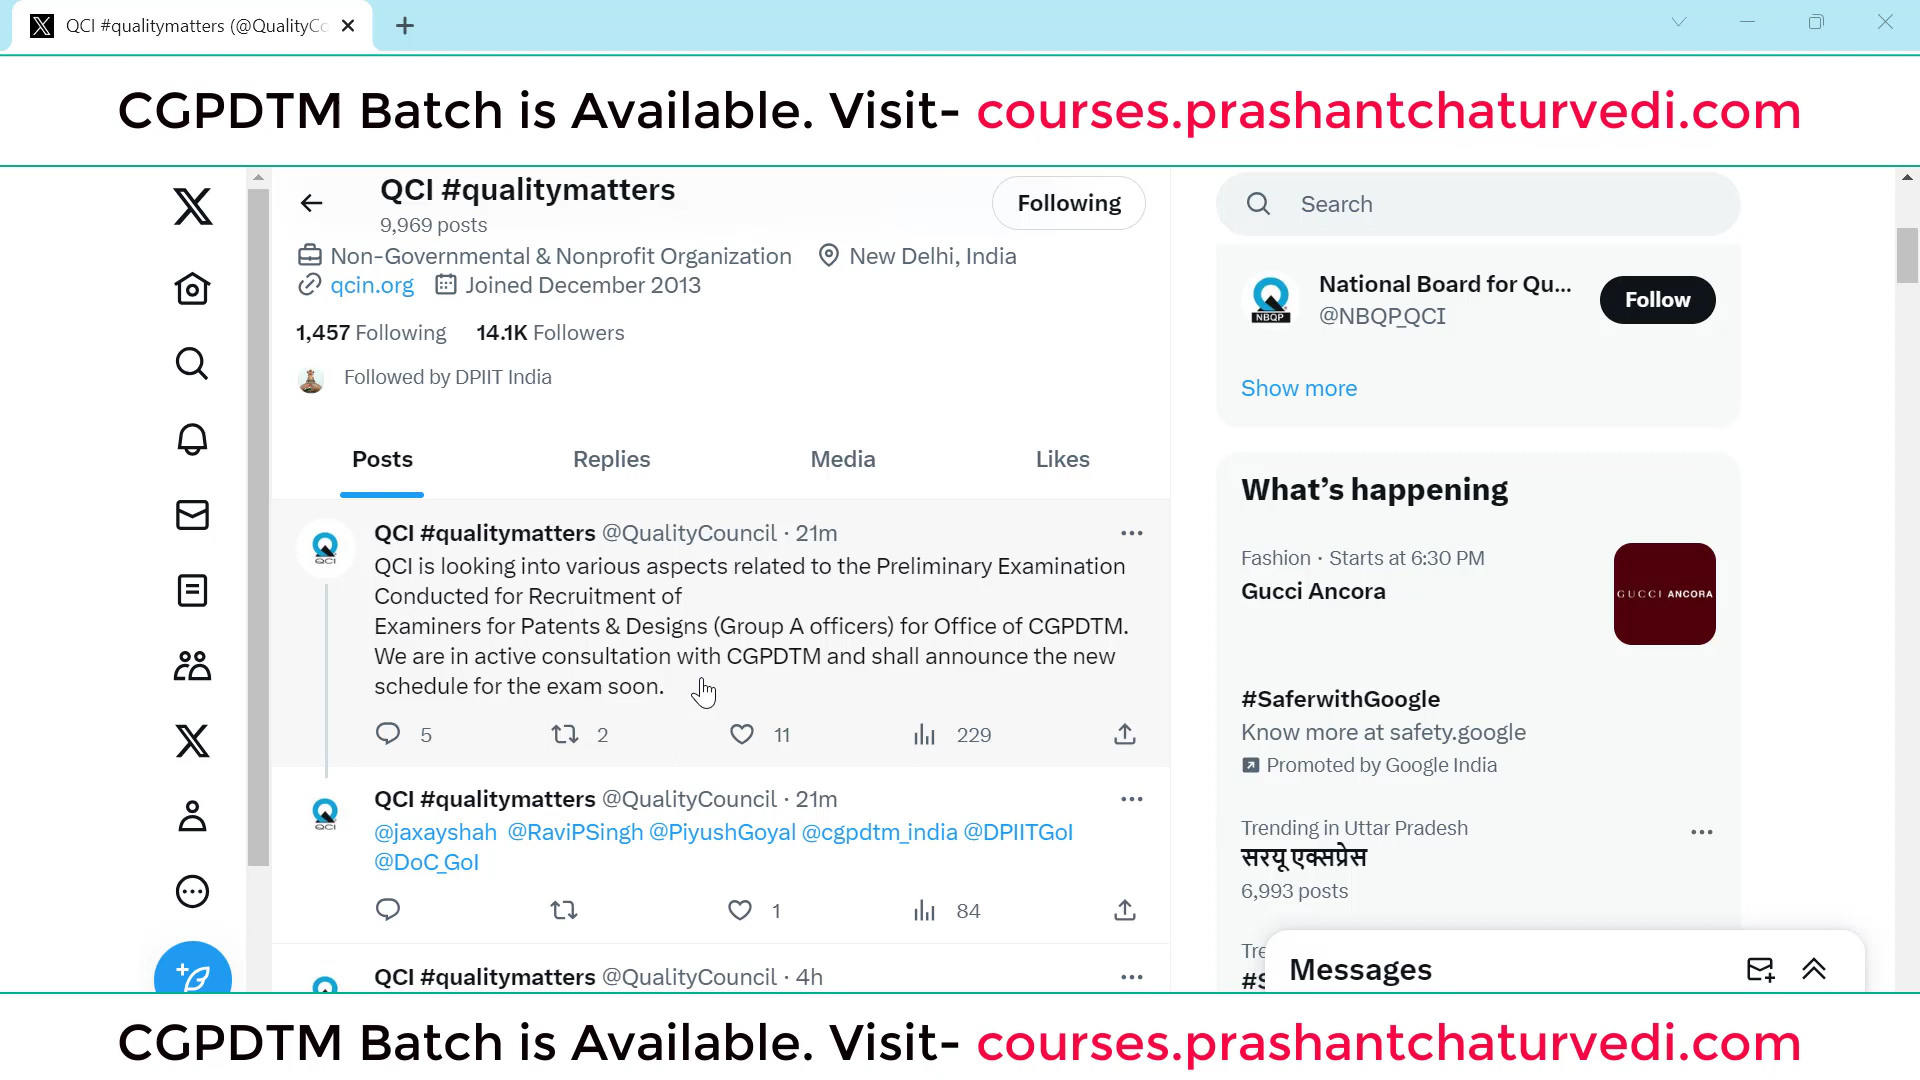 QCI #qualitymatters (@QualityCo
CGPDTM Batch is Available. Visit- courses.prashantchaturvedi.com
QCI #qualitymatters
9,969 posts
Following
Non-Governmental & Nonprofit Organization
New Delhi, India
qcin.org
Joined December 2013
1,457 Following
14.1K Followers
Followed by DPIIT India
Posts
Replies
Media
Likes
QCI #qualitymatters @QualityCouncil · 21m
QCI is looking into various aspects related to the Preliminary Examination
Conducted for Recruitment of
Examiners for Patents & Designs (Group A officers) for Office of CGPDTM.
We are in active consultation with CGPDTM and shall announce the new
schedule for the exam soon.
5
2
11
229
QCI
QCI #qualitymatters @QualityCouncil · 21m
@jaxayshah @RaviPSingh @PiyushGoyal @cgpdtm_india @DPIITGoI
@DoC_GoI
1
84
QCI
QCI #qualitymatters @QualityCouncil · 4h
Search
National Board for Qu...
@NBQP_QCI
NBQP
Follow
Show more
What's happening
Fashion · Starts at 6:30 PM
Gucci Ancora
GUCCI ANCORA
#SaferwithGoogle
Know more at safety.google
Promoted by Google India
Trending in Uttar Pradesh
सरयू एक्सप्रेस
6,993 posts
Tre
#S
Messages
CGPDTM Batch is Available. Visit- courses.prashantchaturvedi.com